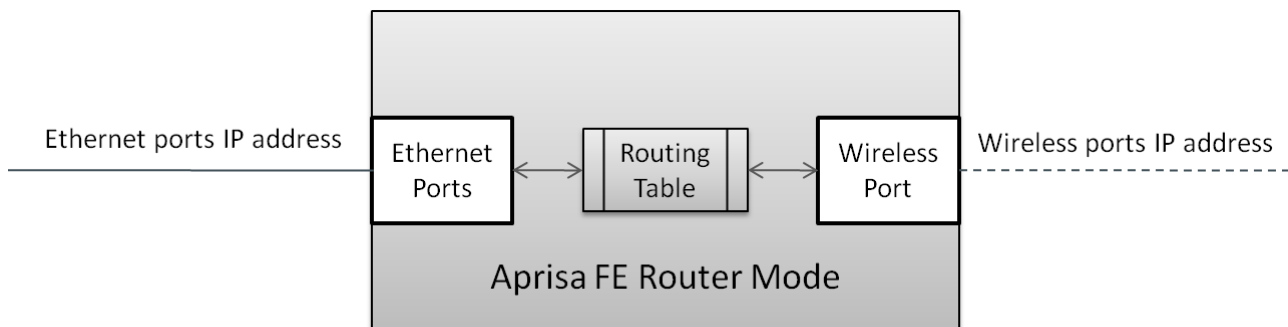 Ethernet ports IP address
Ethernet
Ports
Routing
Table
Wireless
Port
Wireless ports IP address
Aprisa FE Router Mode